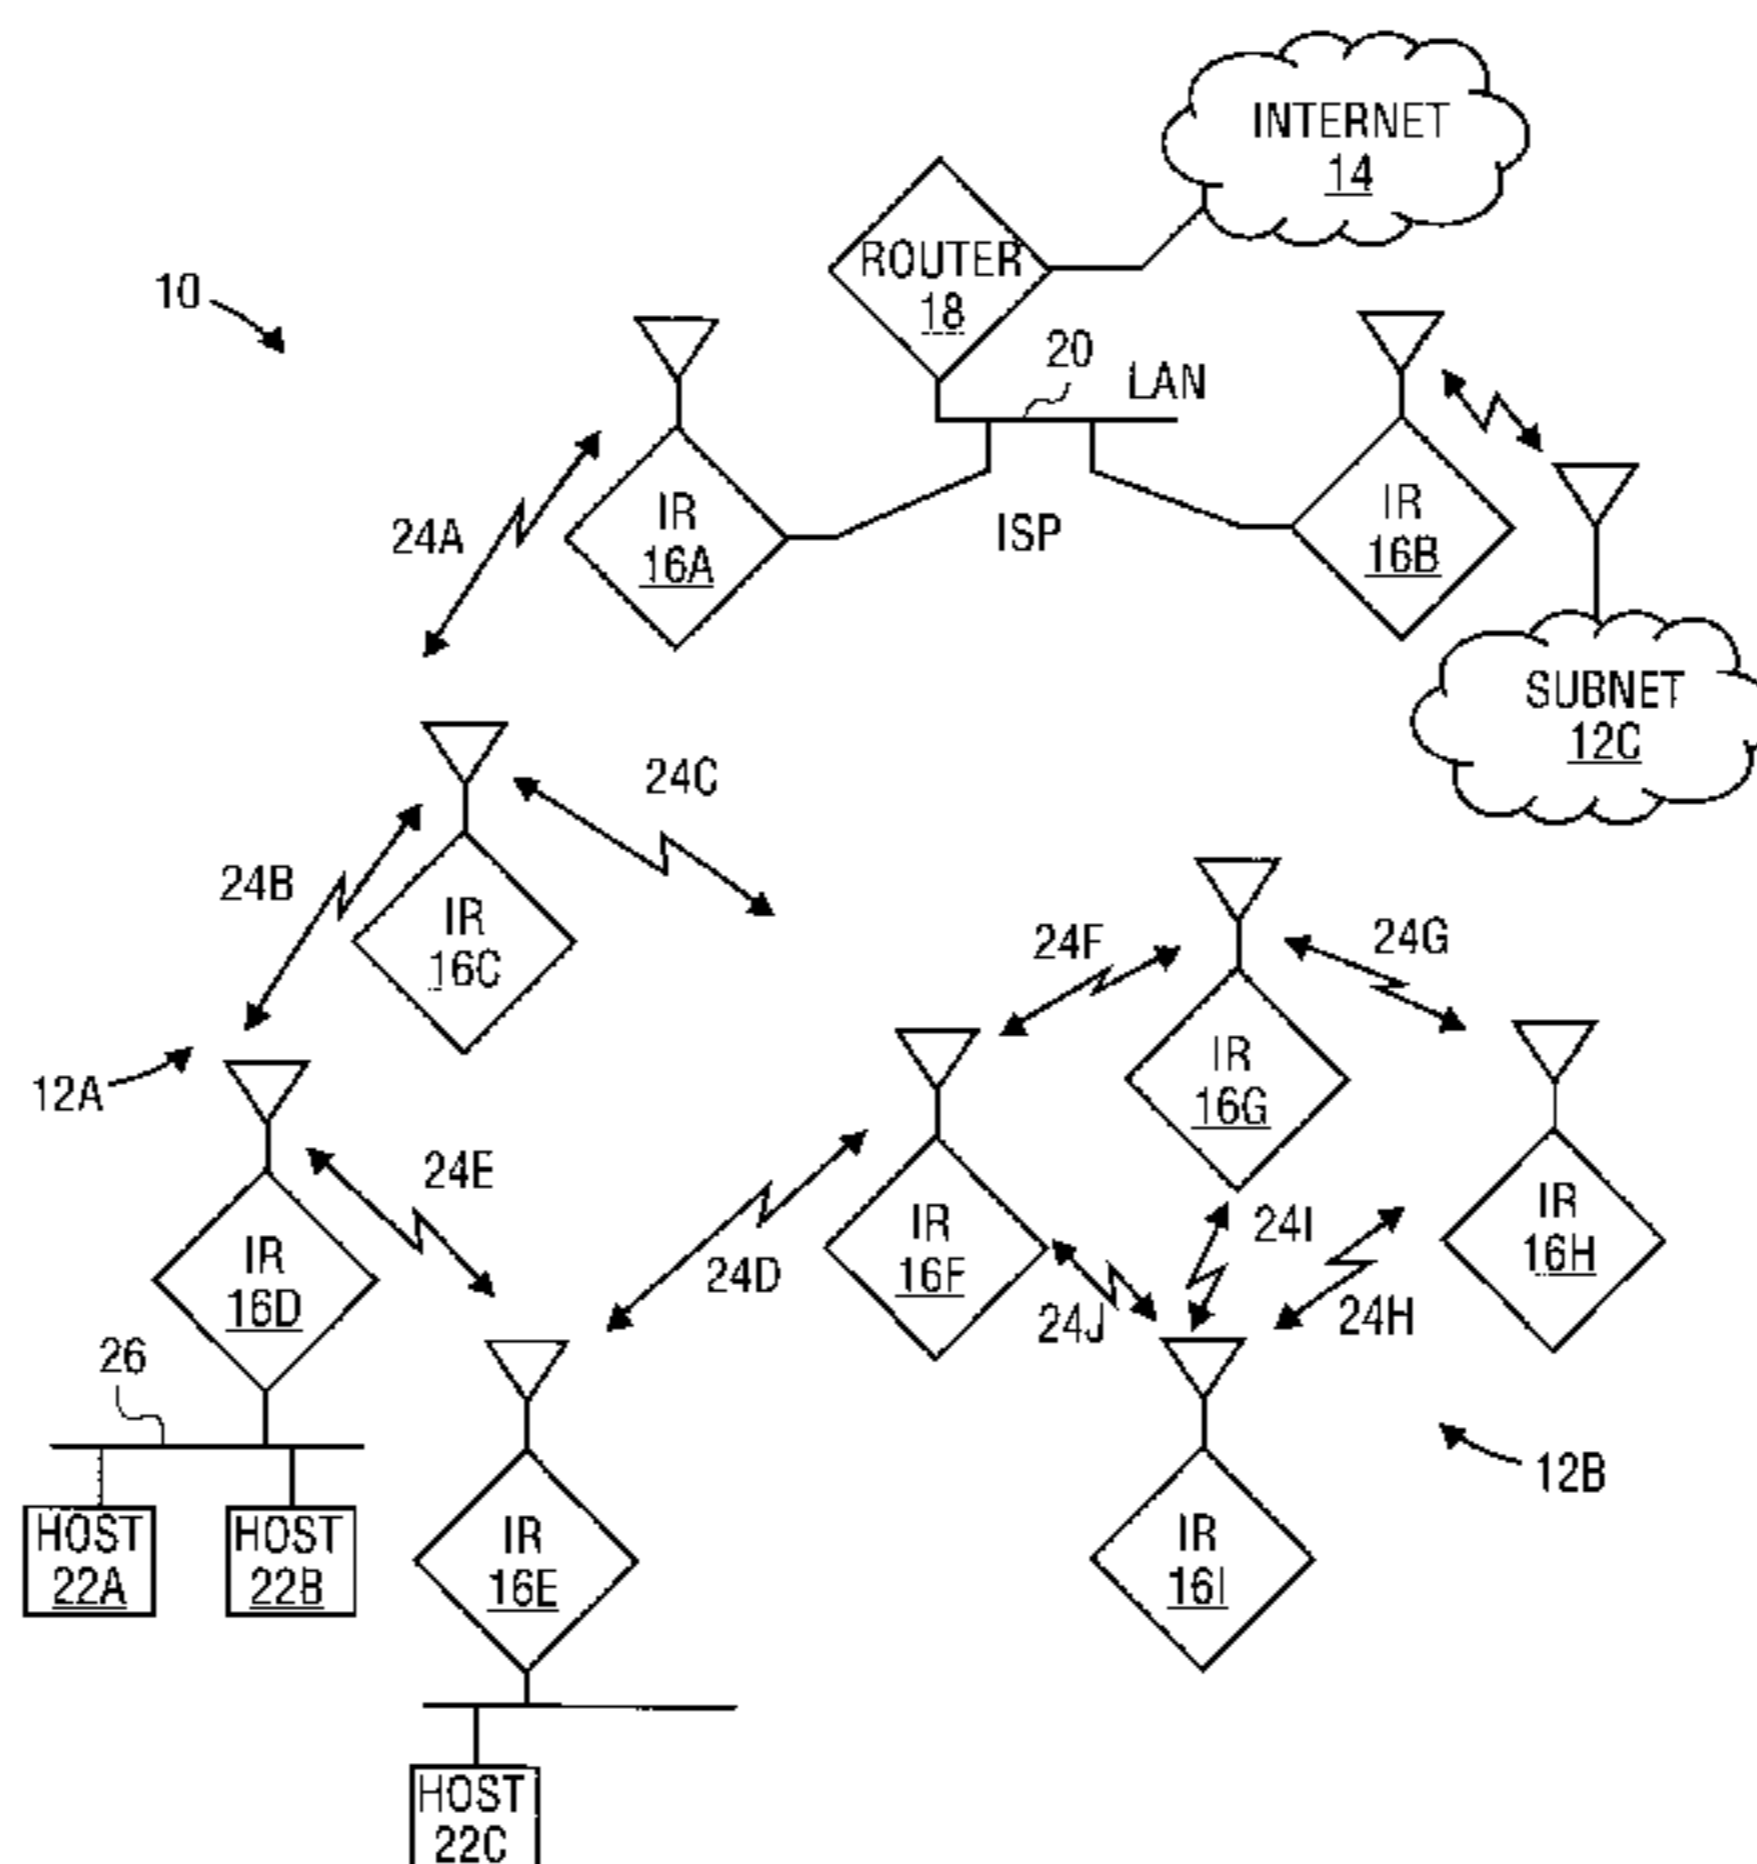 INTERNET
14
ROUTER
18
10
20
LAN
IR
16A
ISP
IR
16B
24A
SUBNET
12C
24C
24B
IR
16C
24F
24G
12A
IR
16G
24E
IR
16D
24D
IR
16F
24I
24J
24H
IR
16H
26
12B
HOST
22A
HOST
22B
IR
16E
IR
16I
HOST
22C